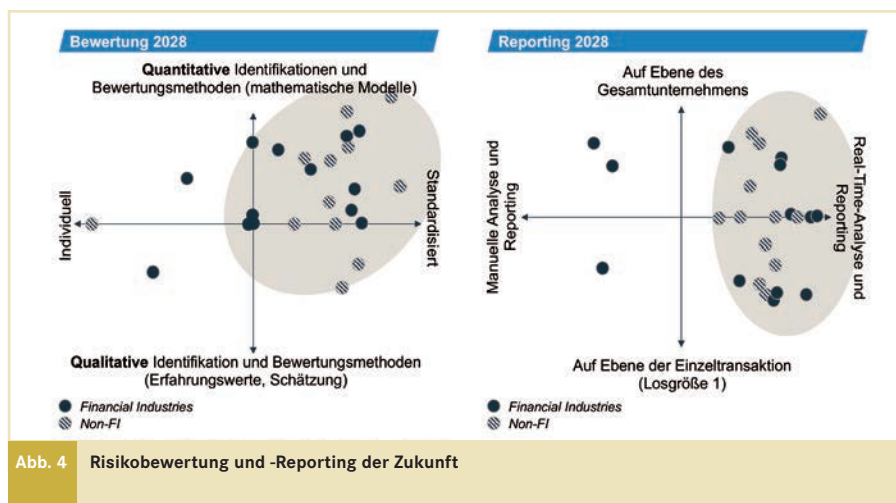 Bewertung 2028
Quantitative Identifikationen und
Bewertungsmethoden (mathematische Modelle)
Individuell
Standardisiert
Qualitative Identifikation und Bewertungsmethoden
(Erfahrungswerte, Schätzung)
Financial Industries
Non-FI
Reporting 2028
Auf Ebene des
Gesamtunternehmens
Manuelle Analyse und
Reporting
Real-Time-Analyse und
Reporting
Auf Ebene der Einzeltransaktion
(Losgröße 1)
Financial Industries
Non-FI
Abb. 4 Risikobewertung und -Reporting der Zukunft